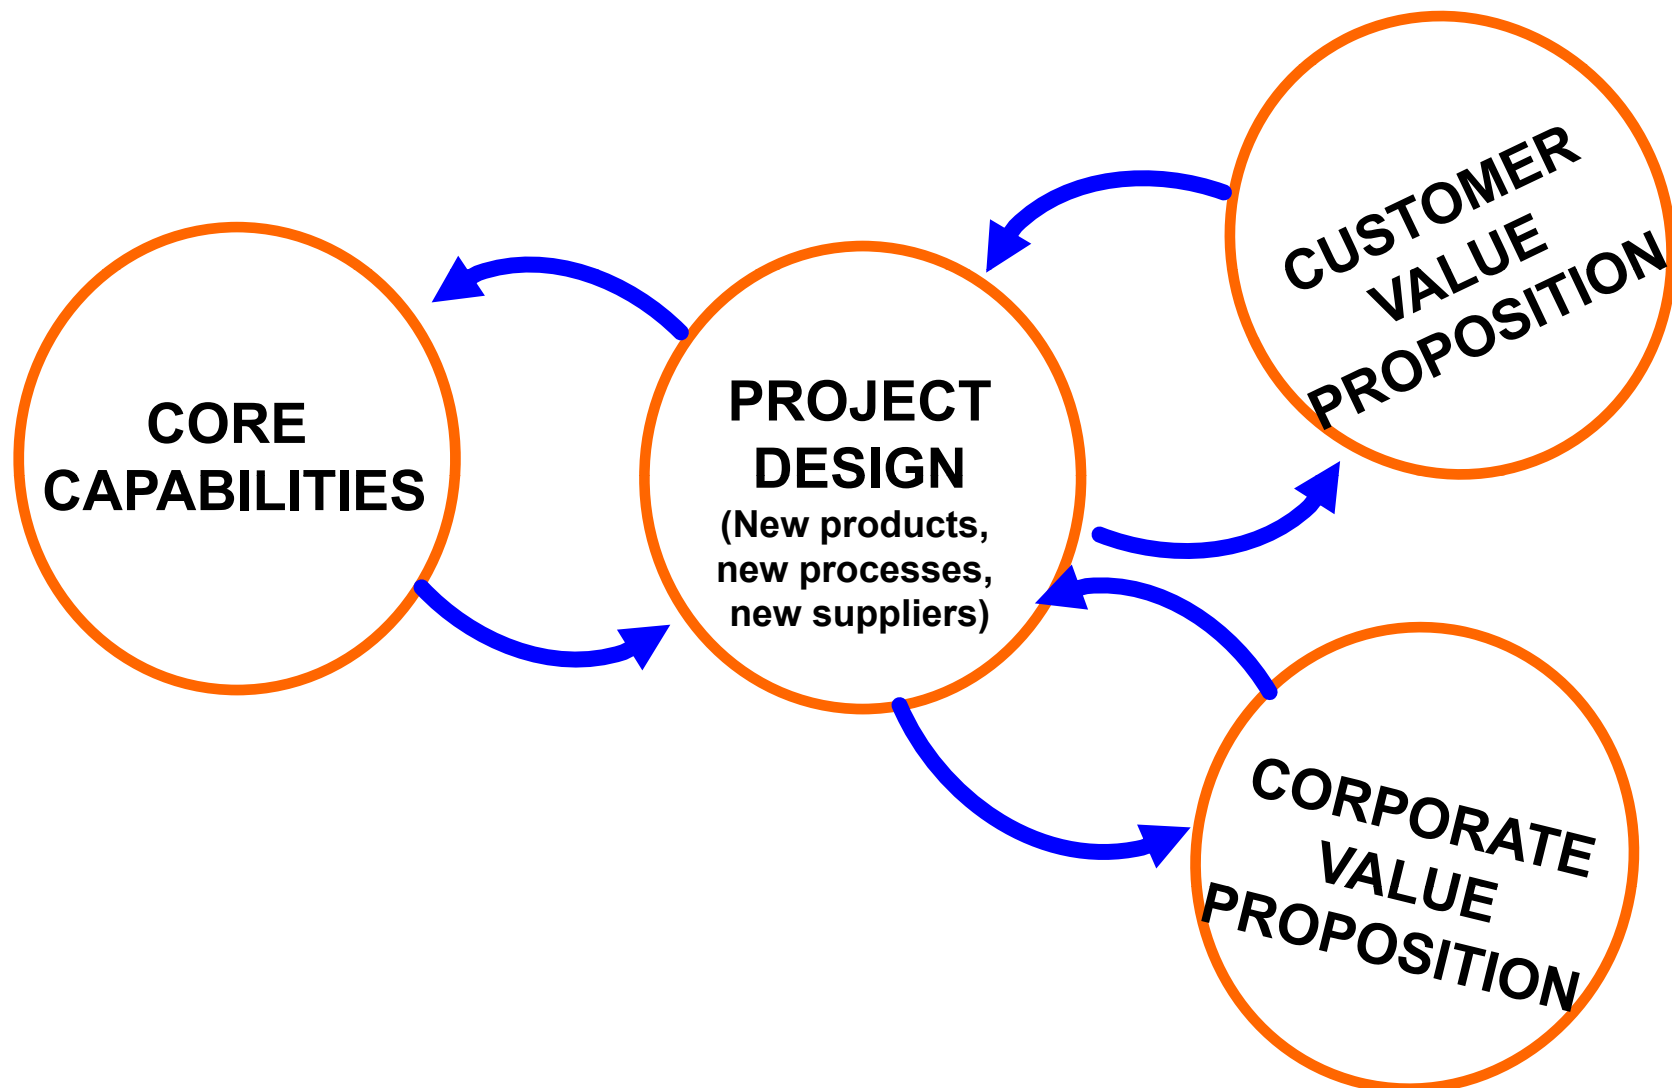 CORE
CAPABILITIES
PROJECT
DESIGN
(New products,
new processes,
new suppliers)
CUSTOMER
VALUE
PROPOSITION
CORPORATE
VALUE
PROPOSITION